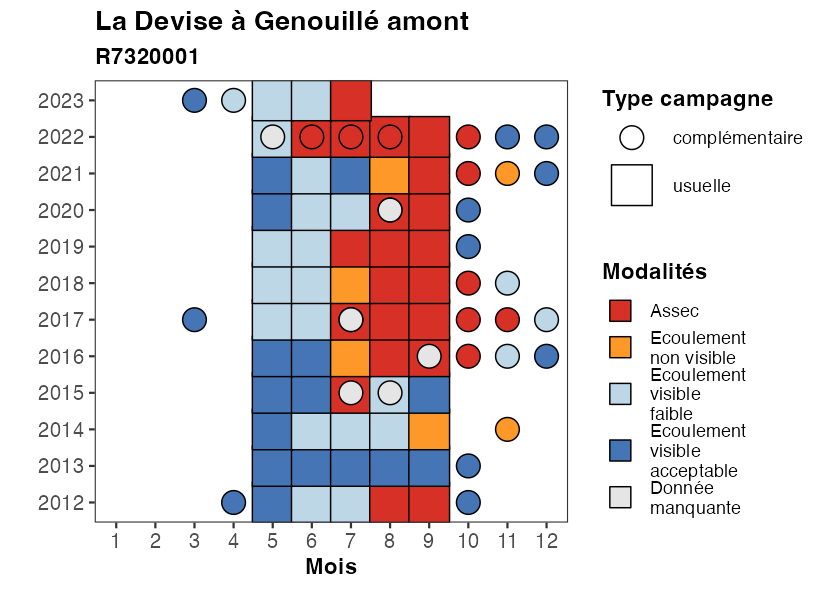 La Devise à Genouillé amont
R7320001
2023
2022
2021
2020
2019
2018
2017
2016
2015
2014
2013
2012
1 2 3 4 5 6 7 8 9 10 11 12
Mois
Type campagne
complémentaire
usuelle
Modalités
Assec
Ecoulement
non visible
Ecoulement
visible
faible
Ecoulement
visible
acceptable
Donnée
manquante